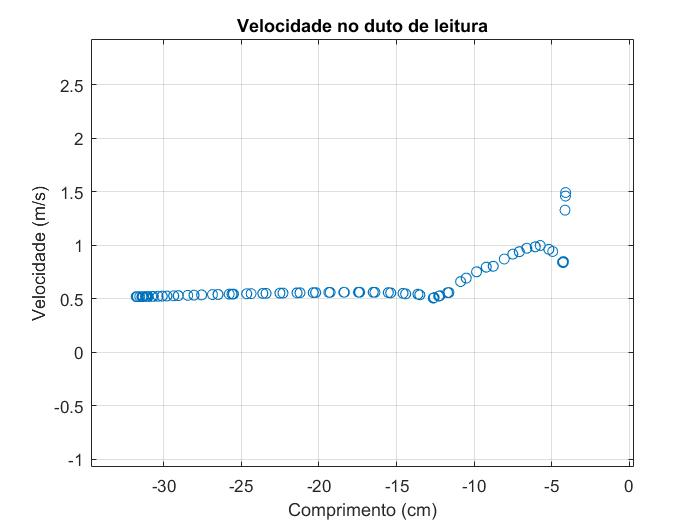 Velocidade no duto de leitura
2.5
2
1.5
1
0.5
0
-0.5
-1
Velocidade (m/s)
-30 -25 -20 -15 -10 -5 0
Comprimento (cm)